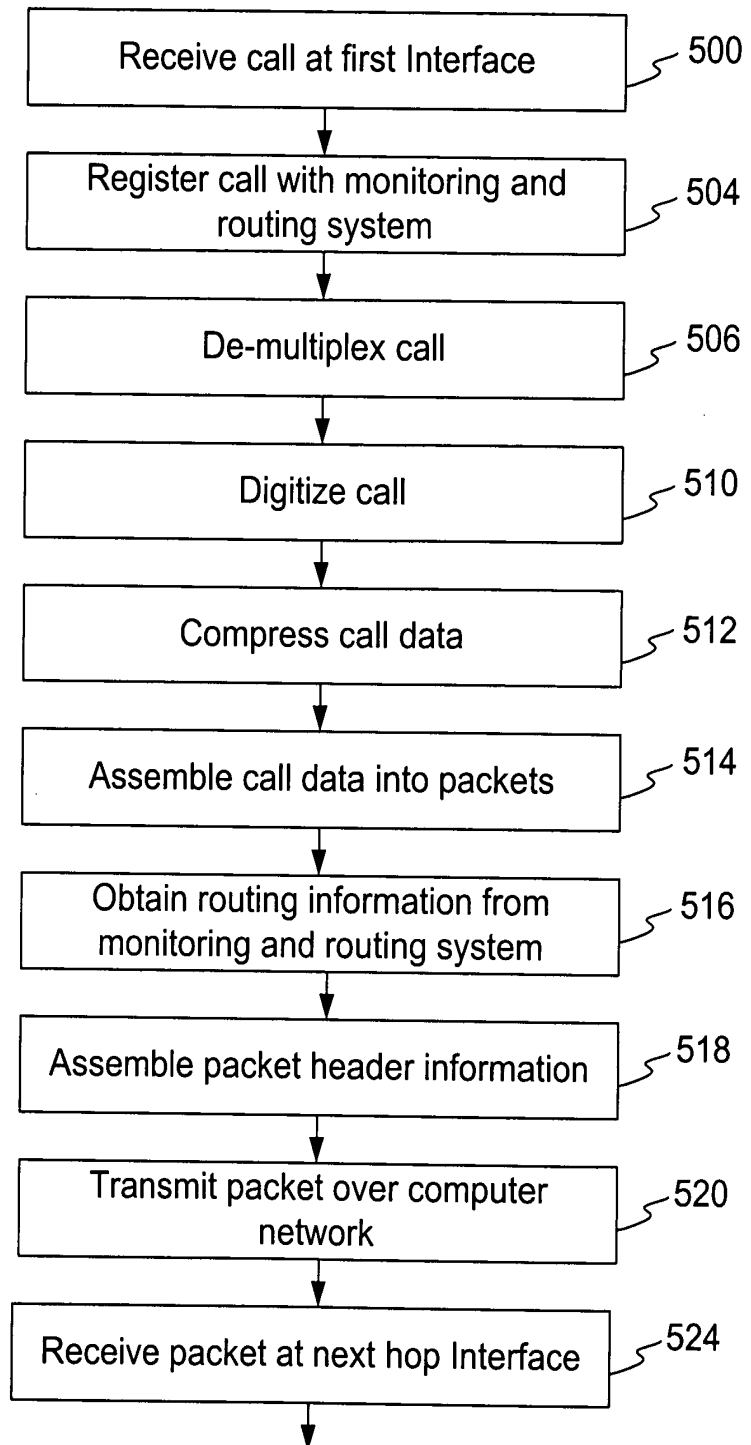 Receive call at first Interface
500
Register call with monitoring and
routing system
504
De-multiplex call
506
Digitize call
510
Compress call data
512
Assemble call data into packets
514
Obtain routing information from
monitoring and routing system
516
Assemble packet header information
518
Transmit packet over computer
network
520
Receive packet at next hop Interface
524